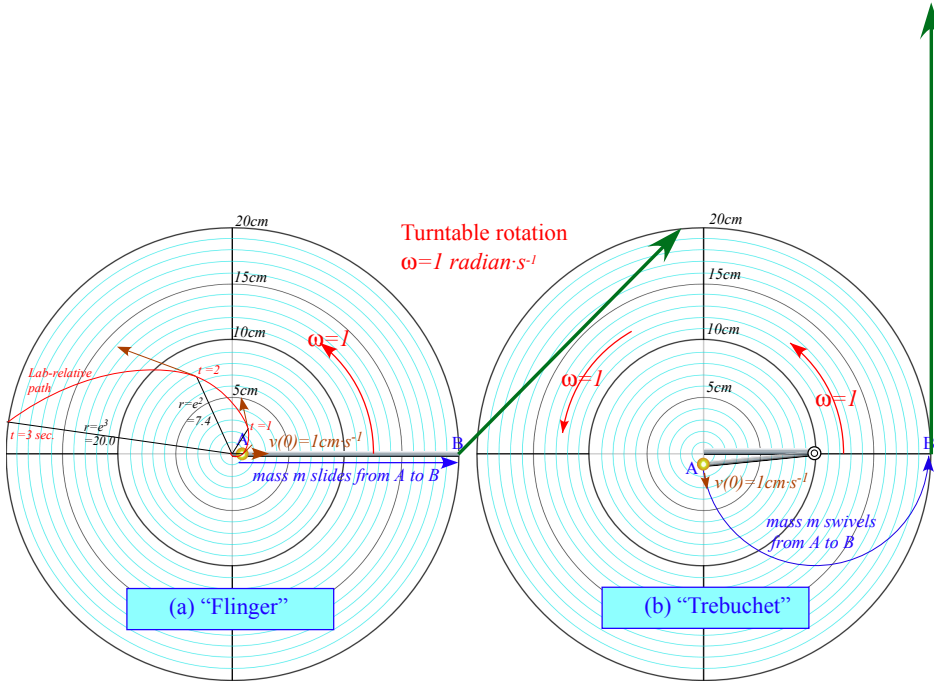 20cm
15cm
10cm
5cm
ω=1
Lab-relative
path
t =2
r=e²
=7.4
t =1
r=e³
=20.0
t =3 sec.
A
v(0)=1cm·s⁻¹
B
mass m slides from A to B
(a) “Flinger”
Turntable rotation
ω=1 radian·s⁻¹
20cm
15cm
10cm
5cm
ω=1
ω=1
A
v(0)=1cm·s⁻¹
B
mass m swivels
from A to B
(b) “Trebuchet”